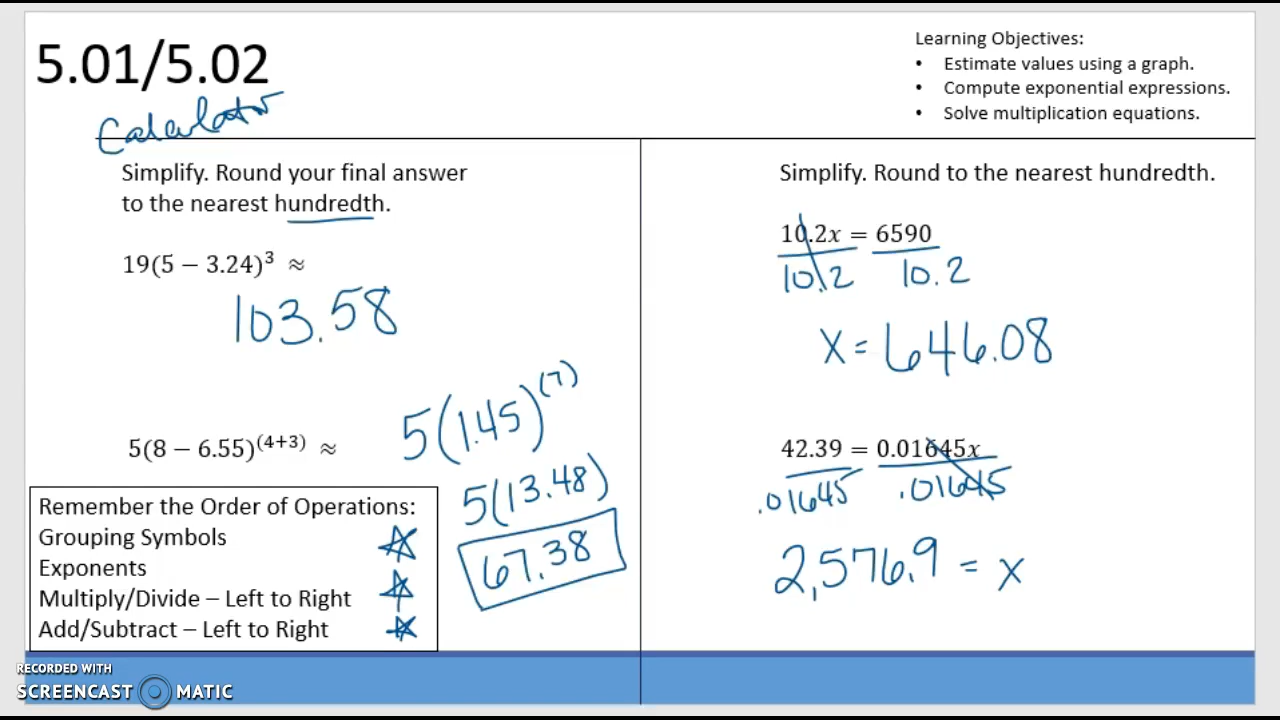 5.01/5.02
Calculator
Learning Objectives:
• Estimate values using a graph.
• Compute exponential expressions.
• Solve multiplication equations.
Simplify. Round your final answer
to the nearest hundredth.
19(5 − 3.24)³ ≈
103.58
5(8 − 6.55)⁽⁴⁺³⁾ ≈
5(1.45)⁽⁷⁾
5(13.48)
67.38
Remember the Order of Operations:
Grouping Symbols
Exponents
Multiply/Divide – Left to Right
Add/Subtract – Left to Right
Simplify. Round to the nearest hundredth.
10.2x = 6590
10.2 10.2
x = 646.08
42.39 = 0.01645x
.01645 .01645
2,576.9 = x
RECORDED WITH
SCREENCAST MATIC